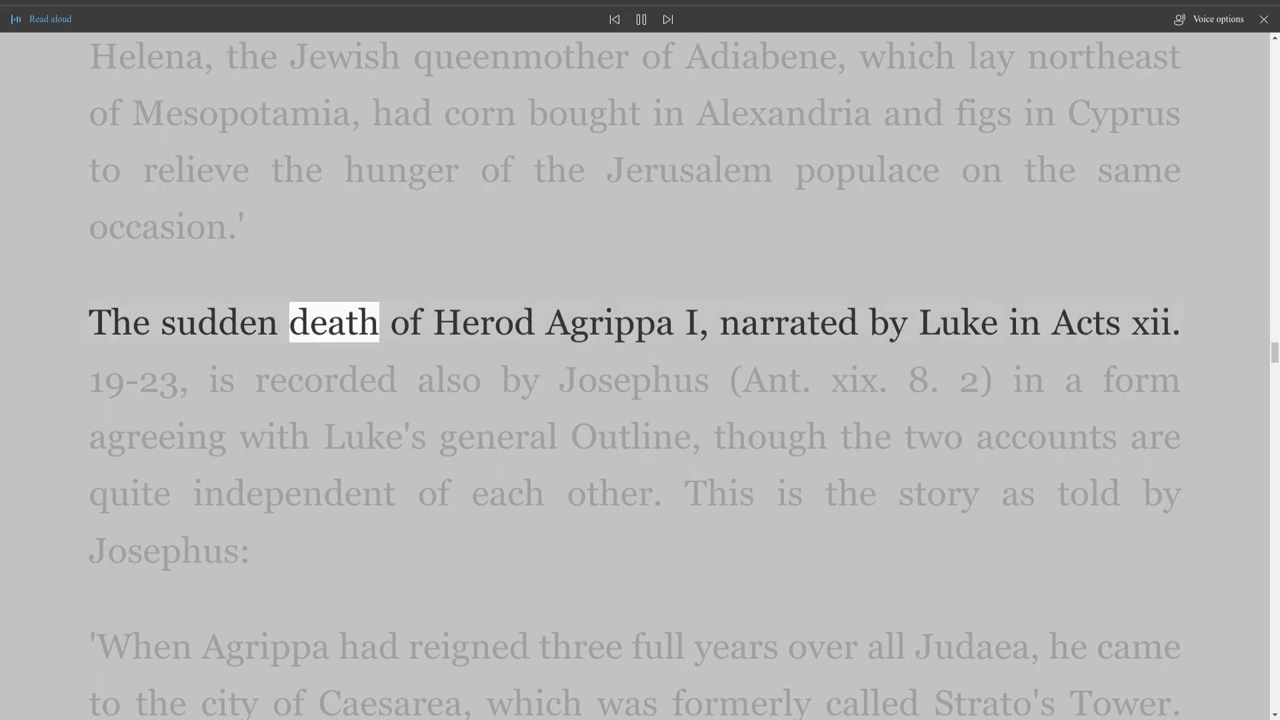 Read aloud
Voice options
Helena, the Jewish queenmother of Adiabene, which lay northeast
of Mesopotamia, had corn bought in Alexandria and figs in Cyprus
to relieve the hunger of the Jerusalem populace on the same
occasion.'
The sudden death of Herod Agrippa I, narrated by Luke in Acts xii.
19-23, is recorded also by Josephus (Ant. xix. 8. 2) in a form
agreeing with Luke's general Outline, though the two accounts are
quite independent of each other. This is the story as told by
Josephus:
'When Agrippa had reigned three full years over all Judaea, he came
to the city of Caesarea, which was formerly called Strato's Tower.